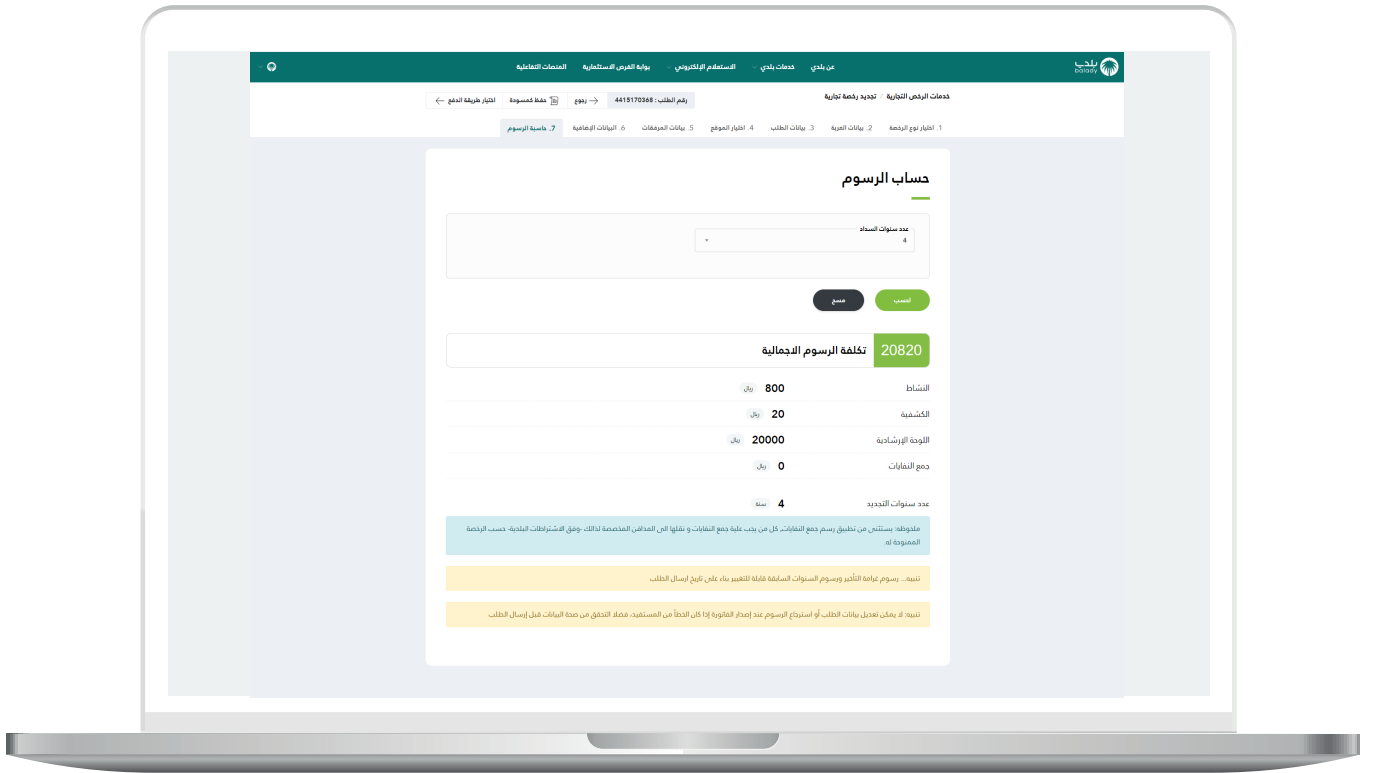 بلدي
balady
عن بلدي
خدمات بلدي
الاستعلام الإلكتروني
بوابة الفرص الاستثمارية
المنصات التفاعلية
خدمات الرخص التجارية / تجديد رخصة تجارية
رقم الطلب : 4415170368
رجوع
حفظ كمسودة
اختيار طريقة الدفع
1. اختيار نوع الرخصة
2. بيانات العربة
3. بيانات الطلب
4. اختيار الموقع
5. بيانات المرفقات
6. البيانات الإضافية
7. حاسبة الرسوم
حساب الرسوم
عدد سنوات السداد
4
احسب
مسح
20820 تكلفة الرسوم الاجمالية
النشاط 800 ريال
الكشفية 20 ريال
اللوحة الإرشادية 20000 ريال
جمع النفايات 0 ريال
عدد سنوات التجديد 4 سنة
ملحوظة: يستثنى من تطبيق رسم جمع النفايات, كل من يجب علية جمع النفايات و نقلها الى المدافن المخصصة لذالك -وفق الاشتراطات البلدية- حسب الرخصة
الممنوحة له.
تنبيه... رسوم غرامة التأخير ورسوم السنوات السابقة قابلة للتغيير بناء على تاريخ ارسال الطلب
تنبيه: لا يمكن تعديل بيانات الطلب أو استرجاع الرسوم عند إصدار الفاتورة إذا كان الخطأ من المستفيد، فضلا التحقق من صحة البيانات قبل إرسال الطلب.